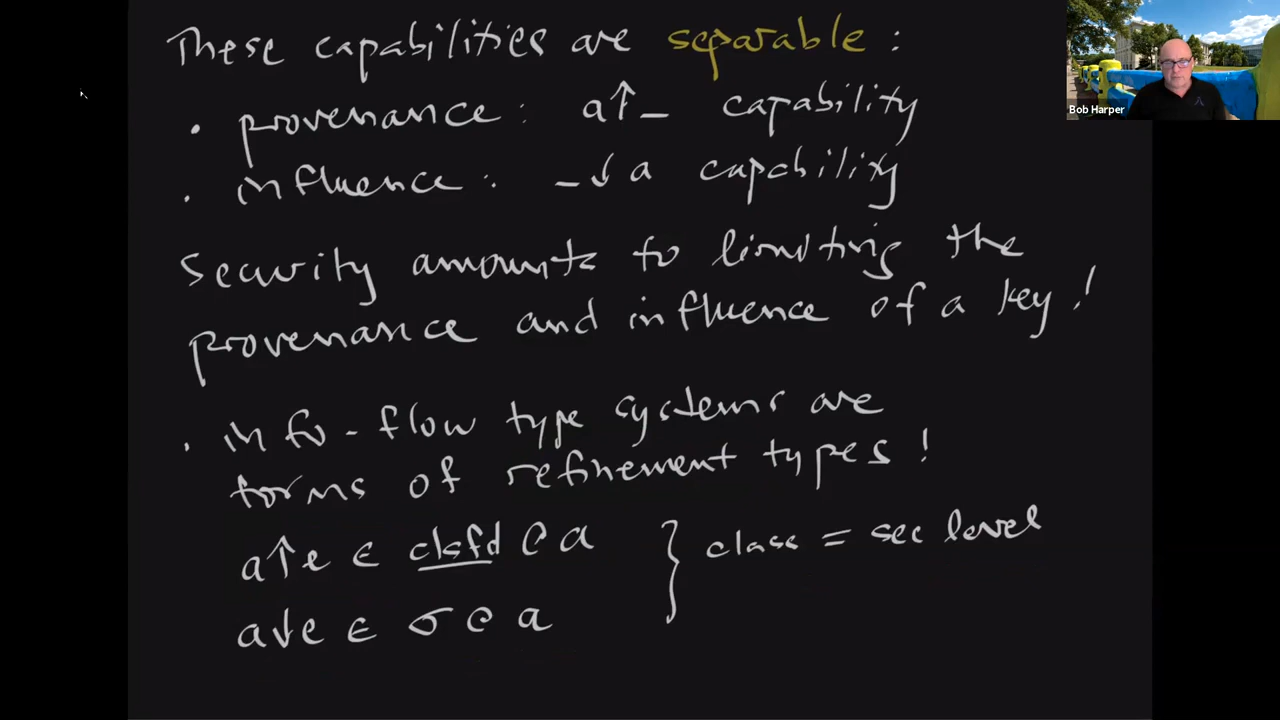 These capabilities are separable :
• provenance : a↑_ capability
• influence : _↓a capability
Security amounts to limiting the
provenance and influence of a key !
• info-flow type systems are
forms of refinement types !
a↑e ∈ clsfd @ a } class = sec level
a↓e ∈ σ @ a
Bob Harper